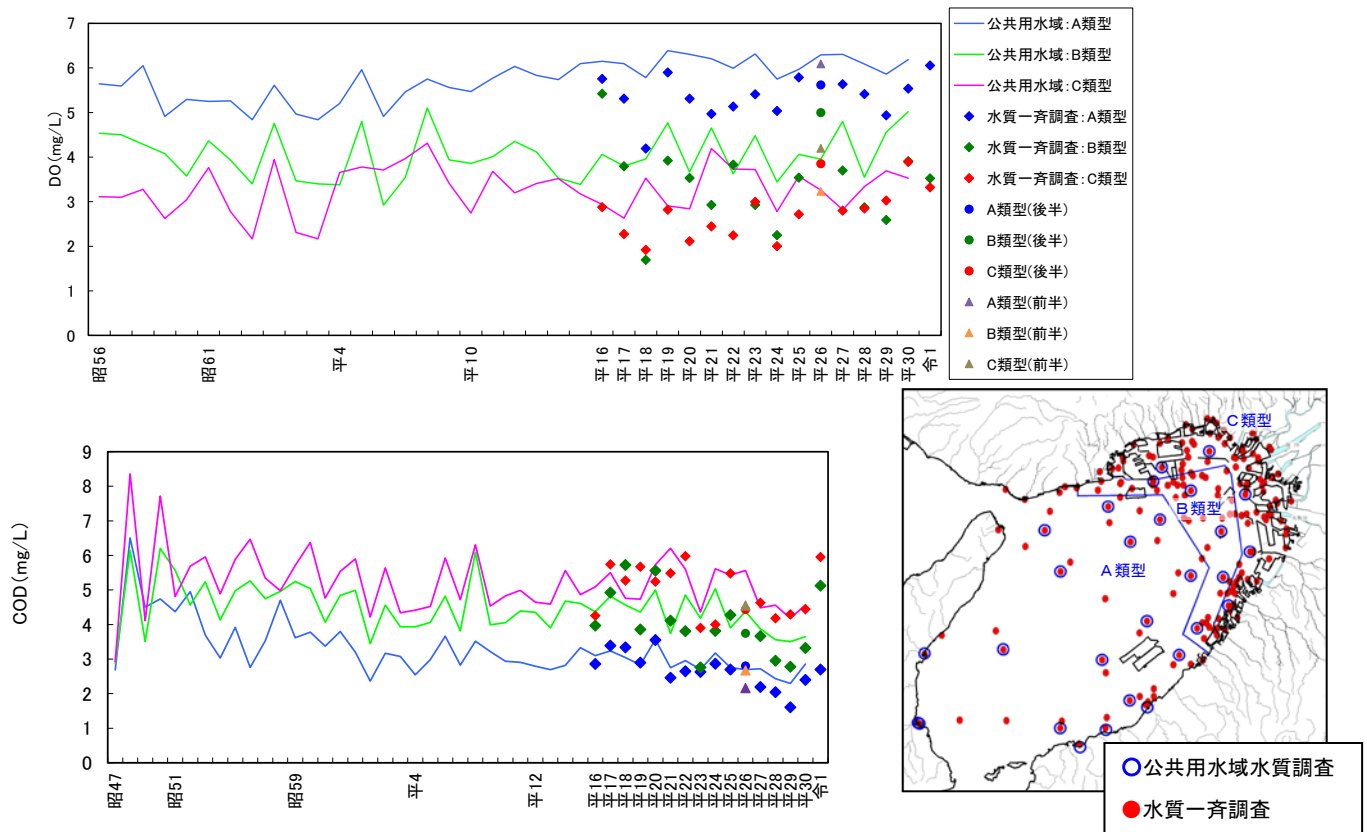 7
6
5
4
3
2
1
0
DO(mg/L)
昭56
昭61
平4
平10
平16
平17
平18
平19
平20
平21
平22
平23
平24
平25
平26
平27
平28
平29
平30
令1
公共用水域:A類型
公共用水域:B類型
公共用水域:C類型
水質一斉調査:A類型
水質一斉調査:B類型
水質一斉調査:C類型
A類型(後半)
B類型(後半)
C類型(後半)
A類型(前半)
B類型(前半)
C類型(前半)
9
8
7
6
5
4
3
2
1
0
COD(mg/L)
昭47
昭51
昭59
平4
平12
平16
平17
平18
平19
平20
平21
平22
平23
平24
平25
平26
平27
平28
平29
平30
令1
C類型
B類型
A類型
公共用水域水質調査
水質一斉調査